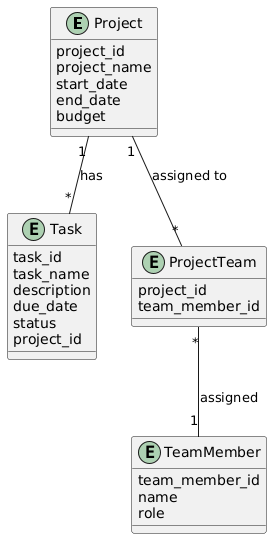 E Project
project_id
project_name
start_date
end_date
budget
1 1
has assigned to
* *
E Task
task_id
task_name
description
due_date
status
project_id
E ProjectTeam
project_id
team_member_id
*
assigned
1
E TeamMember
team_member_id
name
role